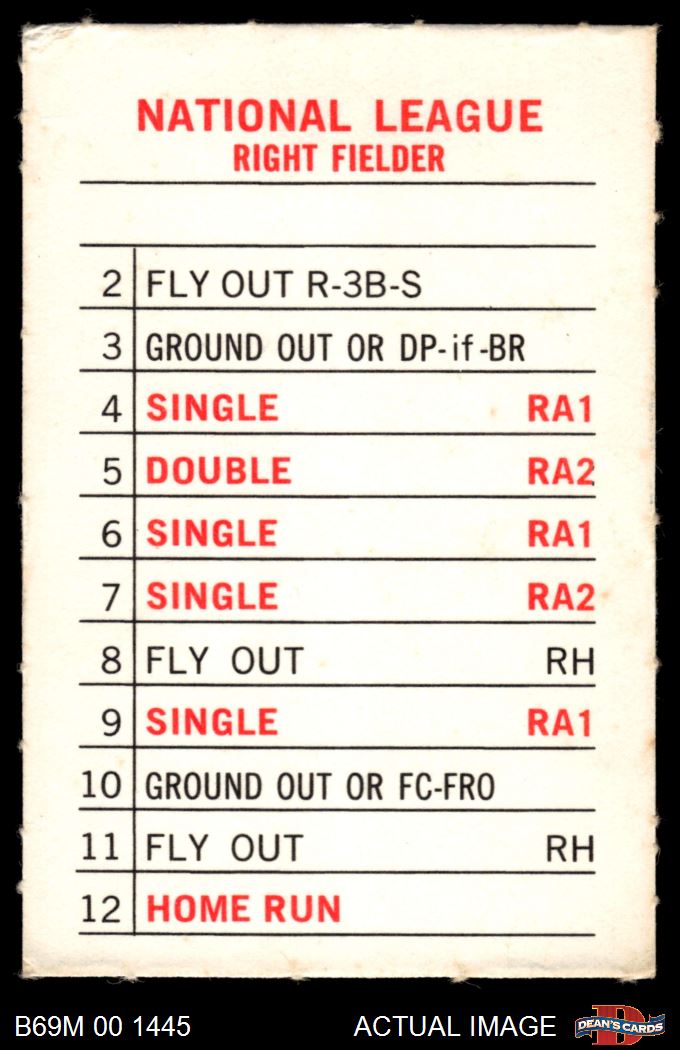 NATIONAL LEAGUE
RIGHT FIELDER
2 FLY OUT R-3B-S
3 GROUND OUT OR DP-if-BR
4 SINGLE RA1
5 DOUBLE RA2
6 SINGLE RA1
7 SINGLE RA2
8 FLY OUT RH
9 SINGLE RA1
10 GROUND OUT OR FC-FRO
11 FLY OUT RH
12 HOME RUN
B69M 00 1445 ACTUAL IMAGE D DEAN'S CARDS